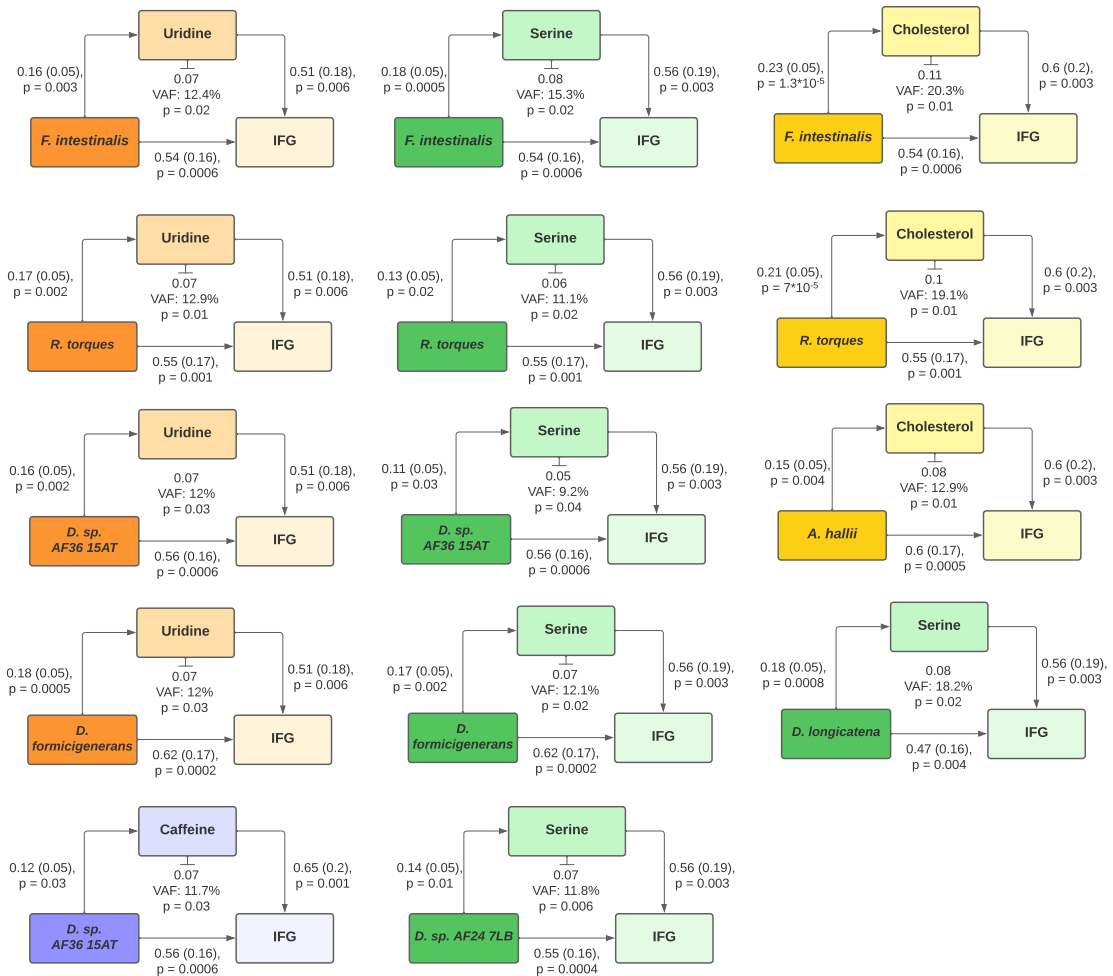 Uridine
0.16 (0.05),
p = 0.003
0.07
VAF: 12.4%
p = 0.02
0.51 (0.18),
p = 0.006
F. intestinalis
IFG
0.54 (0.16),
p = 0.0006
Serine
0.18 (0.05),
p = 0.0005
0.08
VAF: 15.3%
p = 0.02
0.56 (0.19),
p = 0.003
F. intestinalis
IFG
0.54 (0.16),
p = 0.0006
Cholesterol
0.23 (0.05),
p = 1.3*10⁻⁵
0.11
VAF: 20.3%
p = 0.01
0.6 (0.2),
p = 0.003
F. intestinalis
IFG
0.54 (0.16),
p = 0.0006
Uridine
0.17 (0.05),
p = 0.002
0.07
VAF: 12.9%
p = 0.01
0.51 (0.18),
p = 0.006
R. torques
IFG
0.55 (0.17),
p = 0.001
Serine
0.13 (0.05),
p = 0.02
0.06
VAF: 11.1%
p = 0.02
0.56 (0.19),
p = 0.003
R. torques
IFG
0.55 (0.17),
p = 0.001
Cholesterol
0.21 (0.05),
p = 7*10⁻⁵
0.1
VAF: 19.1%
p = 0.01
0.6 (0.2),
p = 0.003
R. torques
IFG
0.55 (0.17),
p = 0.001
Uridine
0.16 (0.05),
p = 0.002
0.07
VAF: 12%
p = 0.03
0.51 (0.18),
p = 0.006
D. sp.
AF36 15AT
IFG
0.56 (0.16),
p = 0.0006
Serine
0.11 (0.05),
p = 0.03
0.05
VAF: 9.2%
p = 0.04
0.56 (0.19),
p = 0.003
D. sp.
AF36 15AT
IFG
0.56 (0.16),
p = 0.0006
Cholesterol
0.15 (0.05),
p = 0.004
0.08
VAF: 12.9%
p = 0.01
0.6 (0.2),
p = 0.003
A. hallii
IFG
0.6 (0.17),
p = 0.0005
Uridine
0.18 (0.05),
p = 0.0005
0.07
VAF: 12%
p = 0.03
0.51 (0.18),
p = 0.006
D.
formicigenerans
IFG
0.62 (0.17),
p = 0.0002
Serine
0.17 (0.05),
p = 0.002
0.07
VAF: 12.1%
p = 0.02
0.56 (0.19),
p = 0.003
D.
formicigenerans
IFG
0.62 (0.17),
p = 0.0002
Serine
0.18 (0.05),
p = 0.0008
0.08
VAF: 18.2%
p = 0.02
0.56 (0.19),
p = 0.003
D. longicatena
IFG
0.47 (0.16),
p = 0.004
Caffeine
0.12 (0.05),
p = 0.03
0.07
VAF: 11.7%
p = 0.03
0.65 (0.2),
p = 0.001
D. sp.
AF36 15AT
IFG
0.56 (0.16),
p = 0.0006
Serine
0.14 (0.05),
p = 0.01
0.07
VAF: 11.8%
p = 0.006
0.56 (0.19),
p = 0.003
D. sp. AF24 7LB
IFG
0.55 (0.16),
p = 0.0004